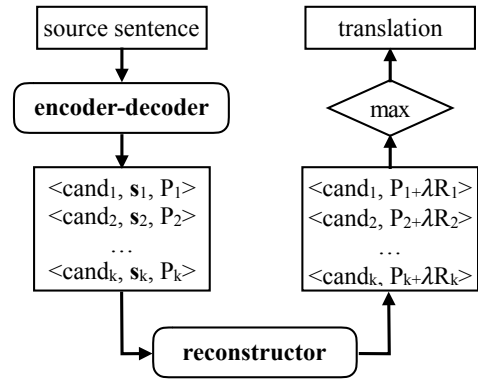 source sentence
encoder-decoder
<cand₁, s₁, P₁>
<cand₂, s₂, P₂>
…
<candₖ, sₖ, Pₖ>
reconstructor
<cand₁, P₁₊λR₁>
<cand₂, P₂₊λR₂>
…
<candₖ, Pₖ₊λRₖ>
max
translation